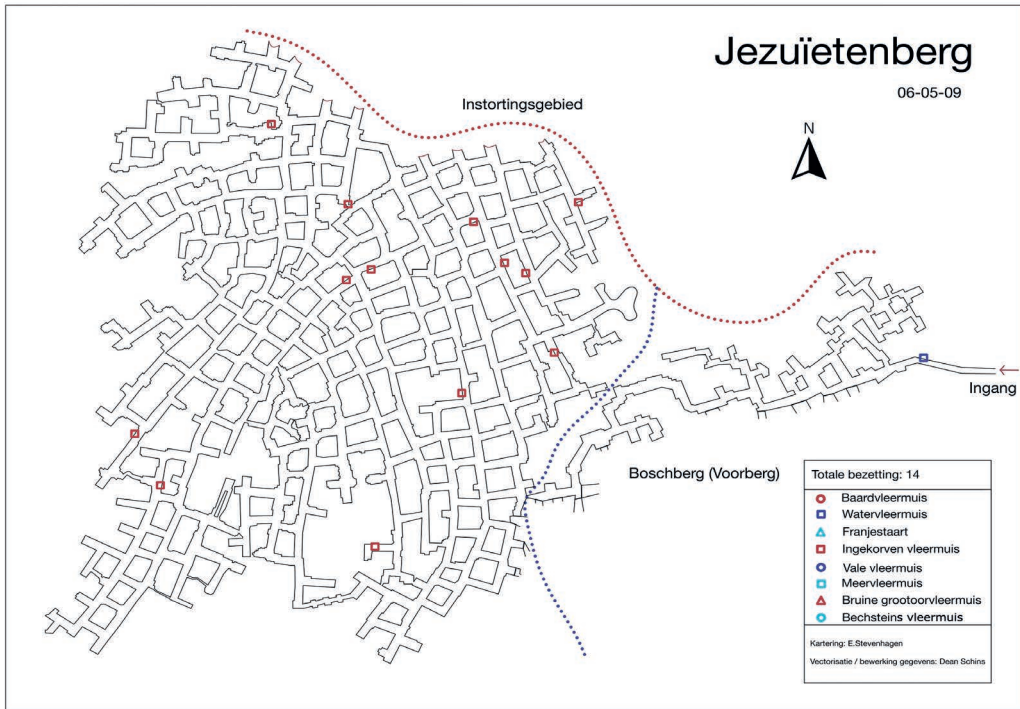 Jezuïetenberg
06-05-09
Instortingsgebied
N
Ingang
Boschberg (Voorberg)
Totale bezetting: 14
Baardvleermuis
Watervleermuis
Franjestaart
Ingekorven vleermuis
Vale vleermuis
Meervleermuis
Bruine grootoorvleermuis
Bechsteins vleermuis
Kartering: E.Stevenhagen
Vectorisatie / bewerking gegevens: Dean Schins